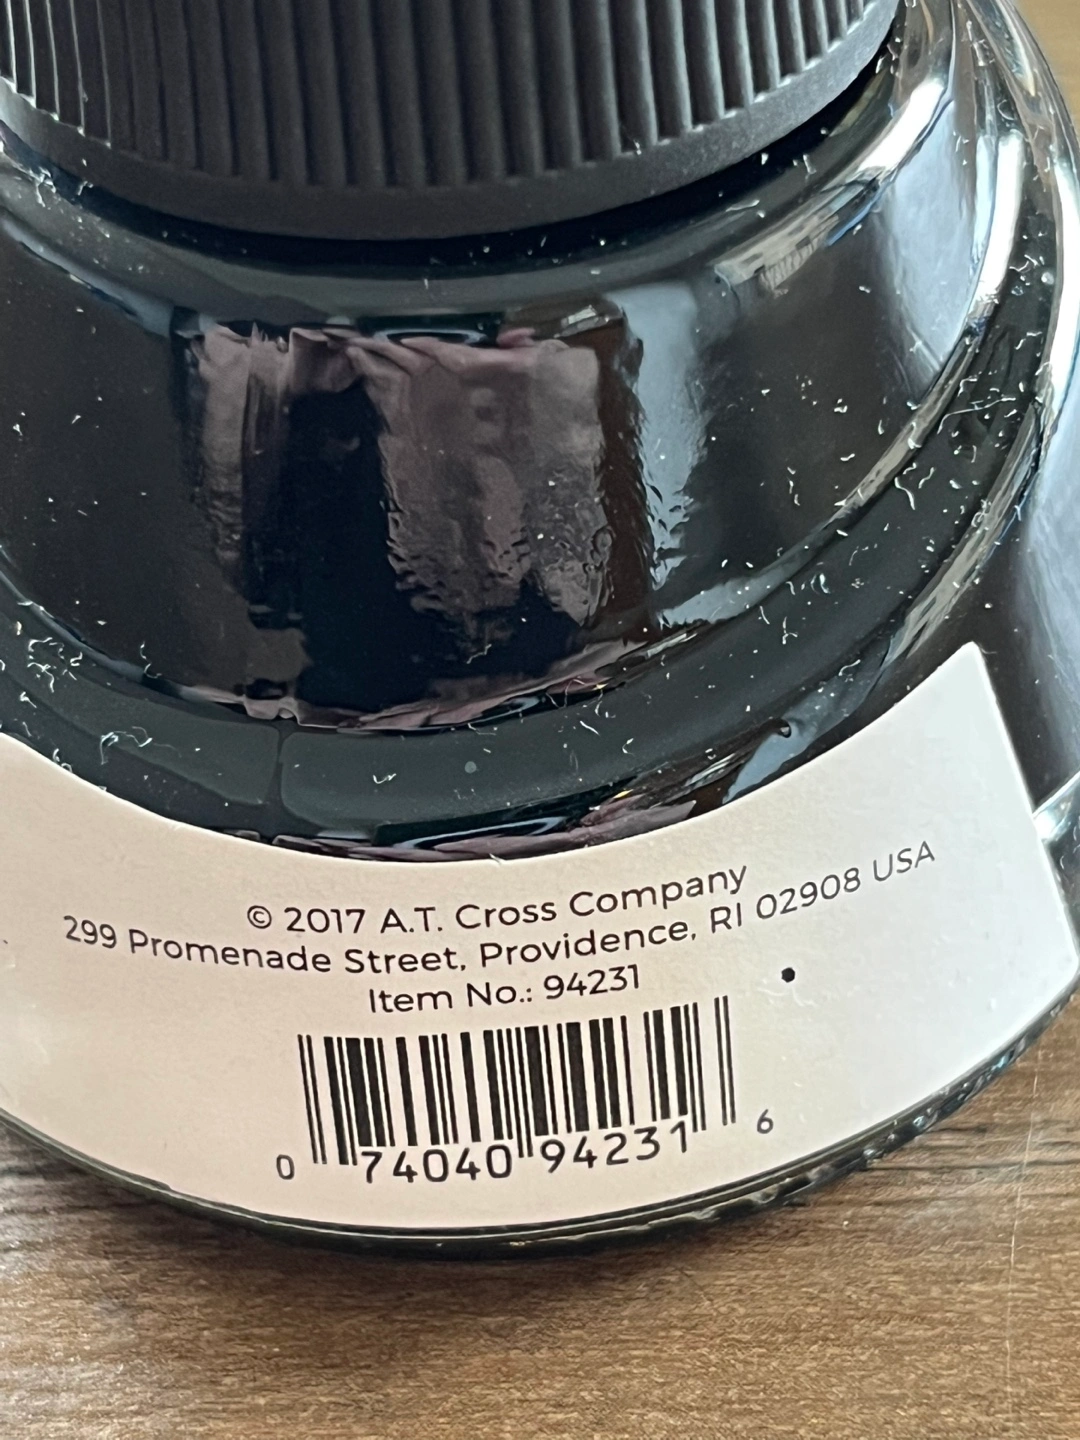 © 2017 A.T. Cross Company
299 Promenade Street, Providence, RI 02908 USA
Item No.: 94231
0 74040 94231 6